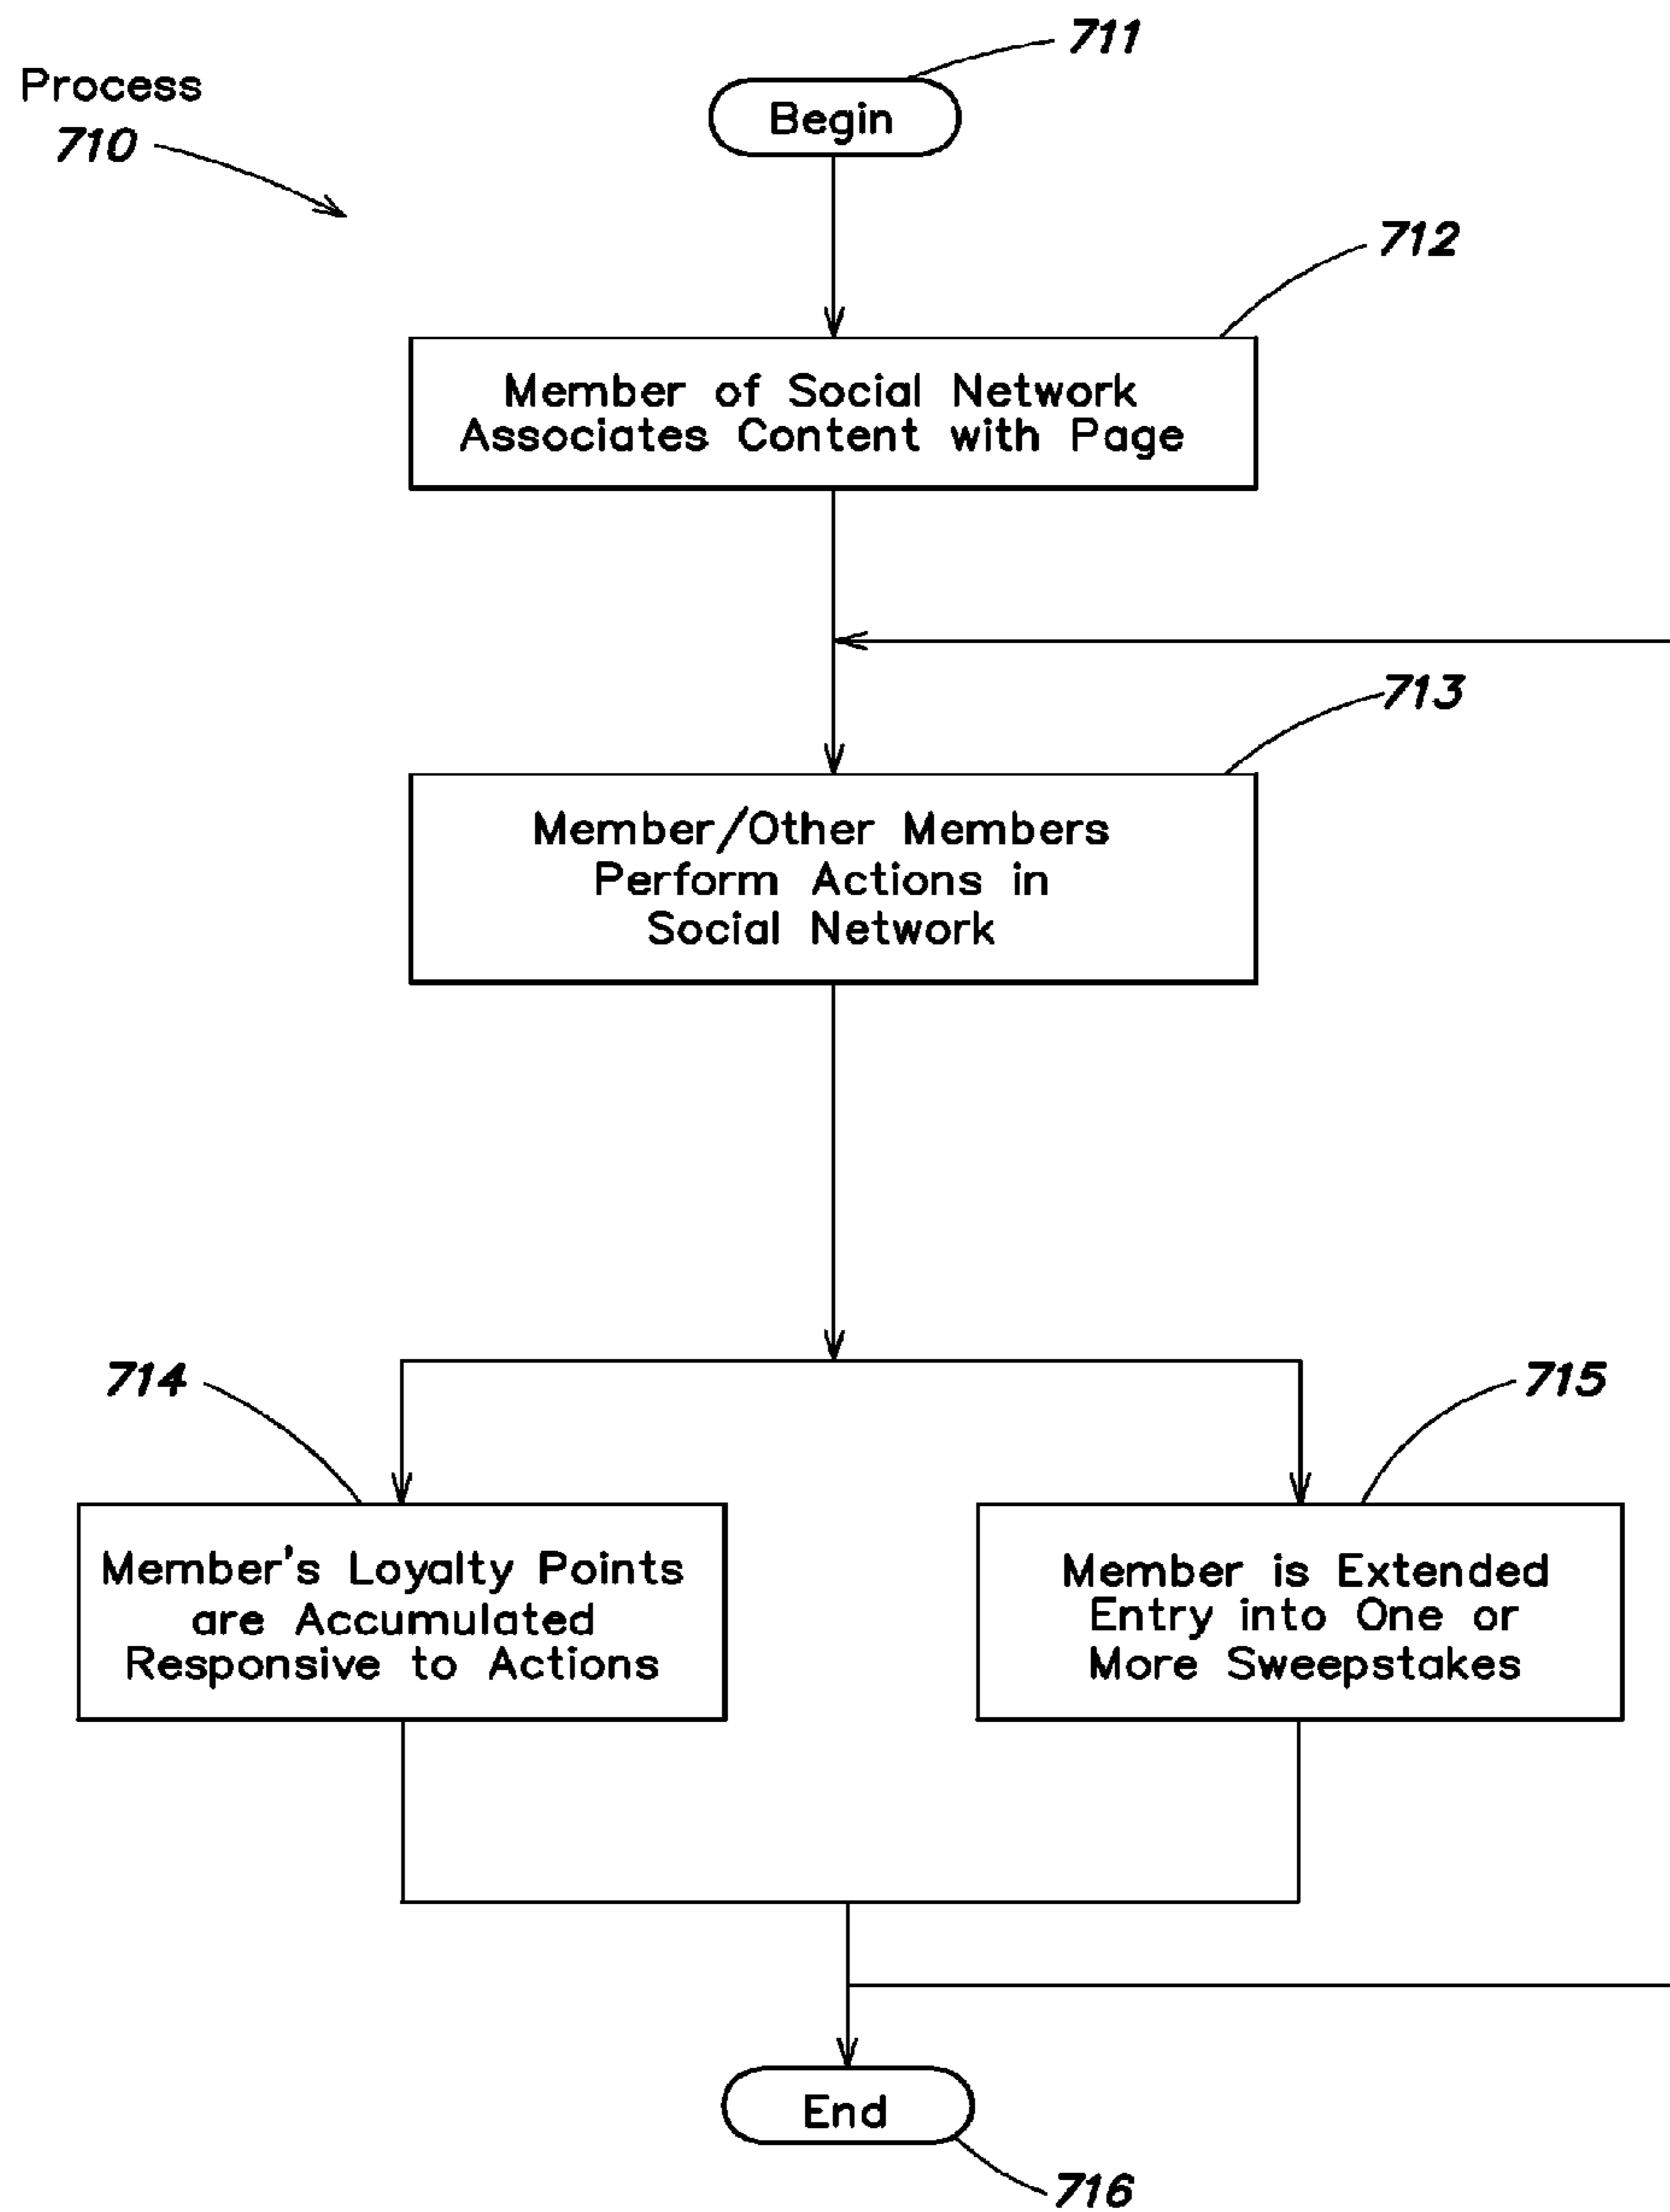 Process
710
711
Begin
712
Member of Social Network
Associates Content with Page
713
Member/Other Members
Perform Actions in
Social Network
714
715
Member's Loyalty Points
are Accumulated
Responsive to Actions
Member is Extended
Entry into One or
More Sweepstakes
End
716